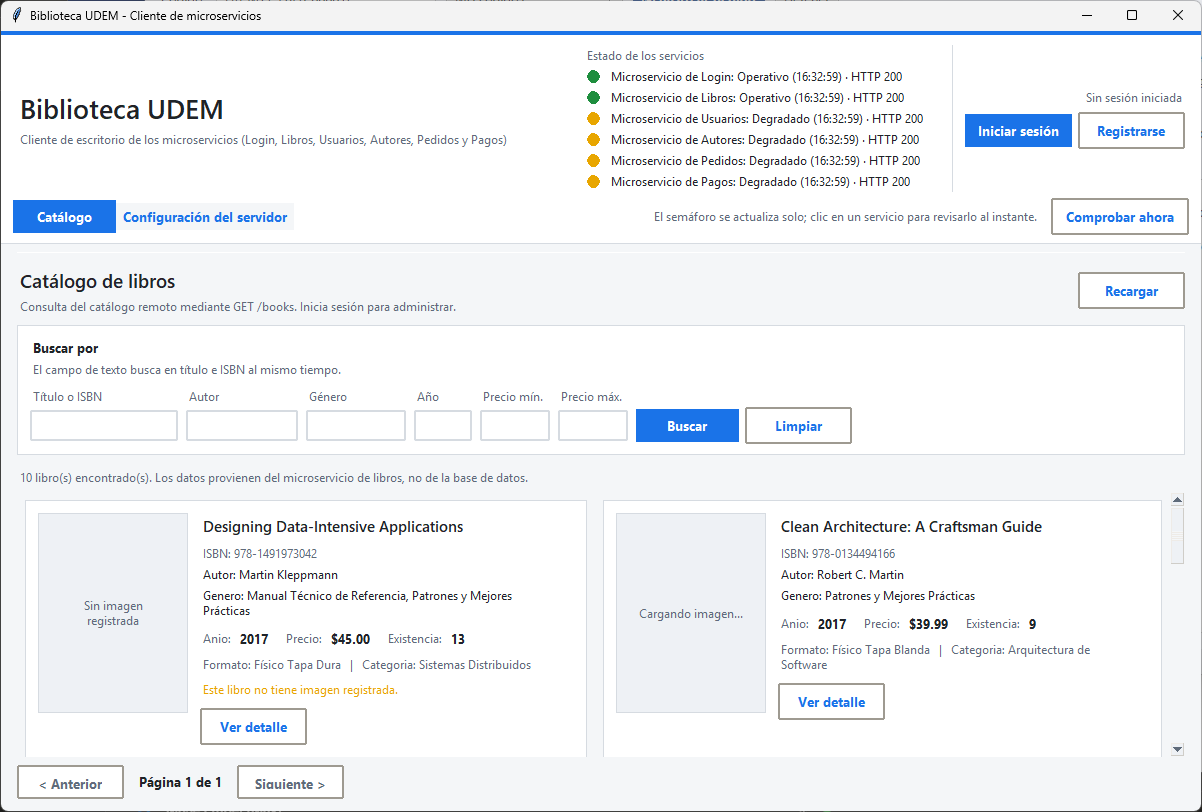 Biblioteca UDEM - Cliente de microservicios
Biblioteca UDEM
Cliente de escritorio de los microservicios (Login, Libros, Usuarios, Autores, Pedidos y Pagos)
Estado de los servicios
Microservicio de Login: Operativo (16:32:59) · HTTP 200
Microservicio de Libros: Operativo (16:32:59) · HTTP 200
Microservicio de Usuarios: Degradado (16:32:59) · HTTP 200
Microservicio de Autores: Degradado (16:32:59) · HTTP 200
Microservicio de Pedidos: Degradado (16:32:59) · HTTP 200
Microservicio de Pagos: Degradado (16:32:59) · HTTP 200
Sin sesión iniciada
Iniciar sesión
Registrarse
Catálogo
Configuración del servidor
El semáforo se actualiza solo; clic en un servicio para revisarlo al instante.
Comprobar ahora
Catálogo de libros
Consulta del catálogo remoto mediante GET /books. Inicia sesión para administrar.
Recargar
Buscar por
El campo de texto busca en título e ISBN al mismo tiempo.
Título o ISBN
Autor
Género
Año
Precio mín.
Precio máx.
Buscar
Limpiar
10 libro(s) encontrado(s). Los datos provienen del microservicio de libros, no de la base de datos.
Sin imagen
registrada
Designing Data-Intensive Applications
ISBN: 978-1491973042
Autor: Martin Kleppmann
Genero: Manual Técnico de Referencia, Patrones y Mejores
Prácticas
Anio: 2017 Precio: $45.00 Existencia: 13
Formato: Físico Tapa Dura | Categoria: Sistemas Distribuidos
Este libro no tiene imagen registrada.
Ver detalle
Cargando imagen...
Clean Architecture: A Craftsman Guide
ISBN: 978-0134494166
Autor: Robert C. Martin
Genero: Patrones y Mejores Prácticas
Anio: 2017 Precio: $39.99 Existencia: 9
Formato: Físico Tapa Blanda | Categoria: Arquitectura de
Software
Ver detalle
< Anterior
Página 1 de 1
Siguiente >